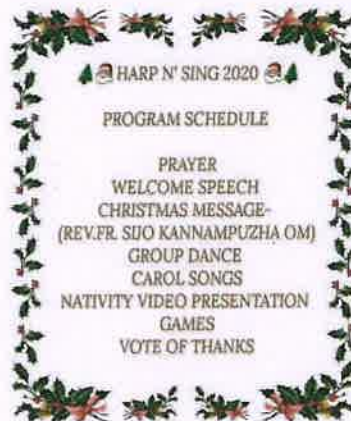 HARP N' SING 2020
PROGRAM SCHEDULE
PRAYER
WELCOME SPEECH
CHRISTMAS MESSAGE-
(REV.FR. SIJO KANNAMPUZHA OM)
GROUP DANCE
CAROL SONGS
NATIVITY VIDEO PRESENTATION
GAMES
VOTE OF THANKS